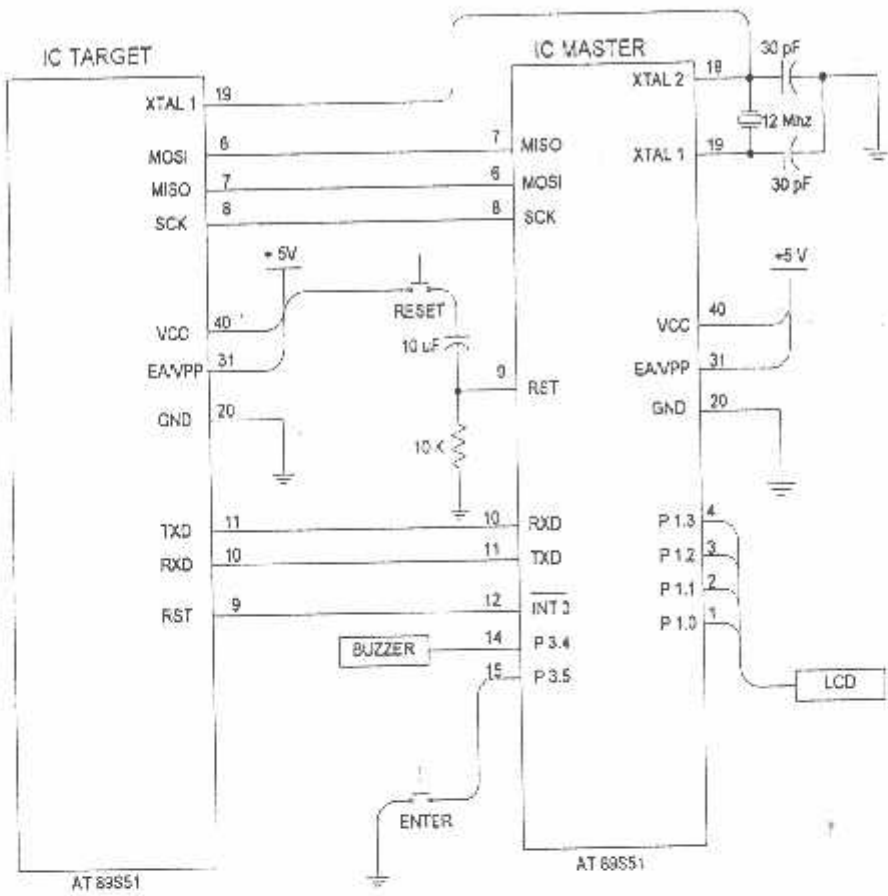 IC TARGET
IC MASTER
30 pF
XTAL 1
19
18
XTAL 2
12 Mhz
19
XTAL 1
30 pF
MOSI
6
7
MISO
MISO
7
6
MOSI
SCK
8
8
SCK
+ 5V
+5 V
RESET
VCC
40
40
VCC
10 uF
EA/VPP
31
31
EA/VPP
9
RST
GND
20
20
GND
10 K
TXD
11
10
RXD
P 1.3
4
RXD
10
11
TXD
P 1.2
3
P 1.1
2
RST
9
12
P 1.0
1
BUZZER
14
P 3.4
15
P 3.5
LCD
ENTER
AT 89S51
AT 89S51